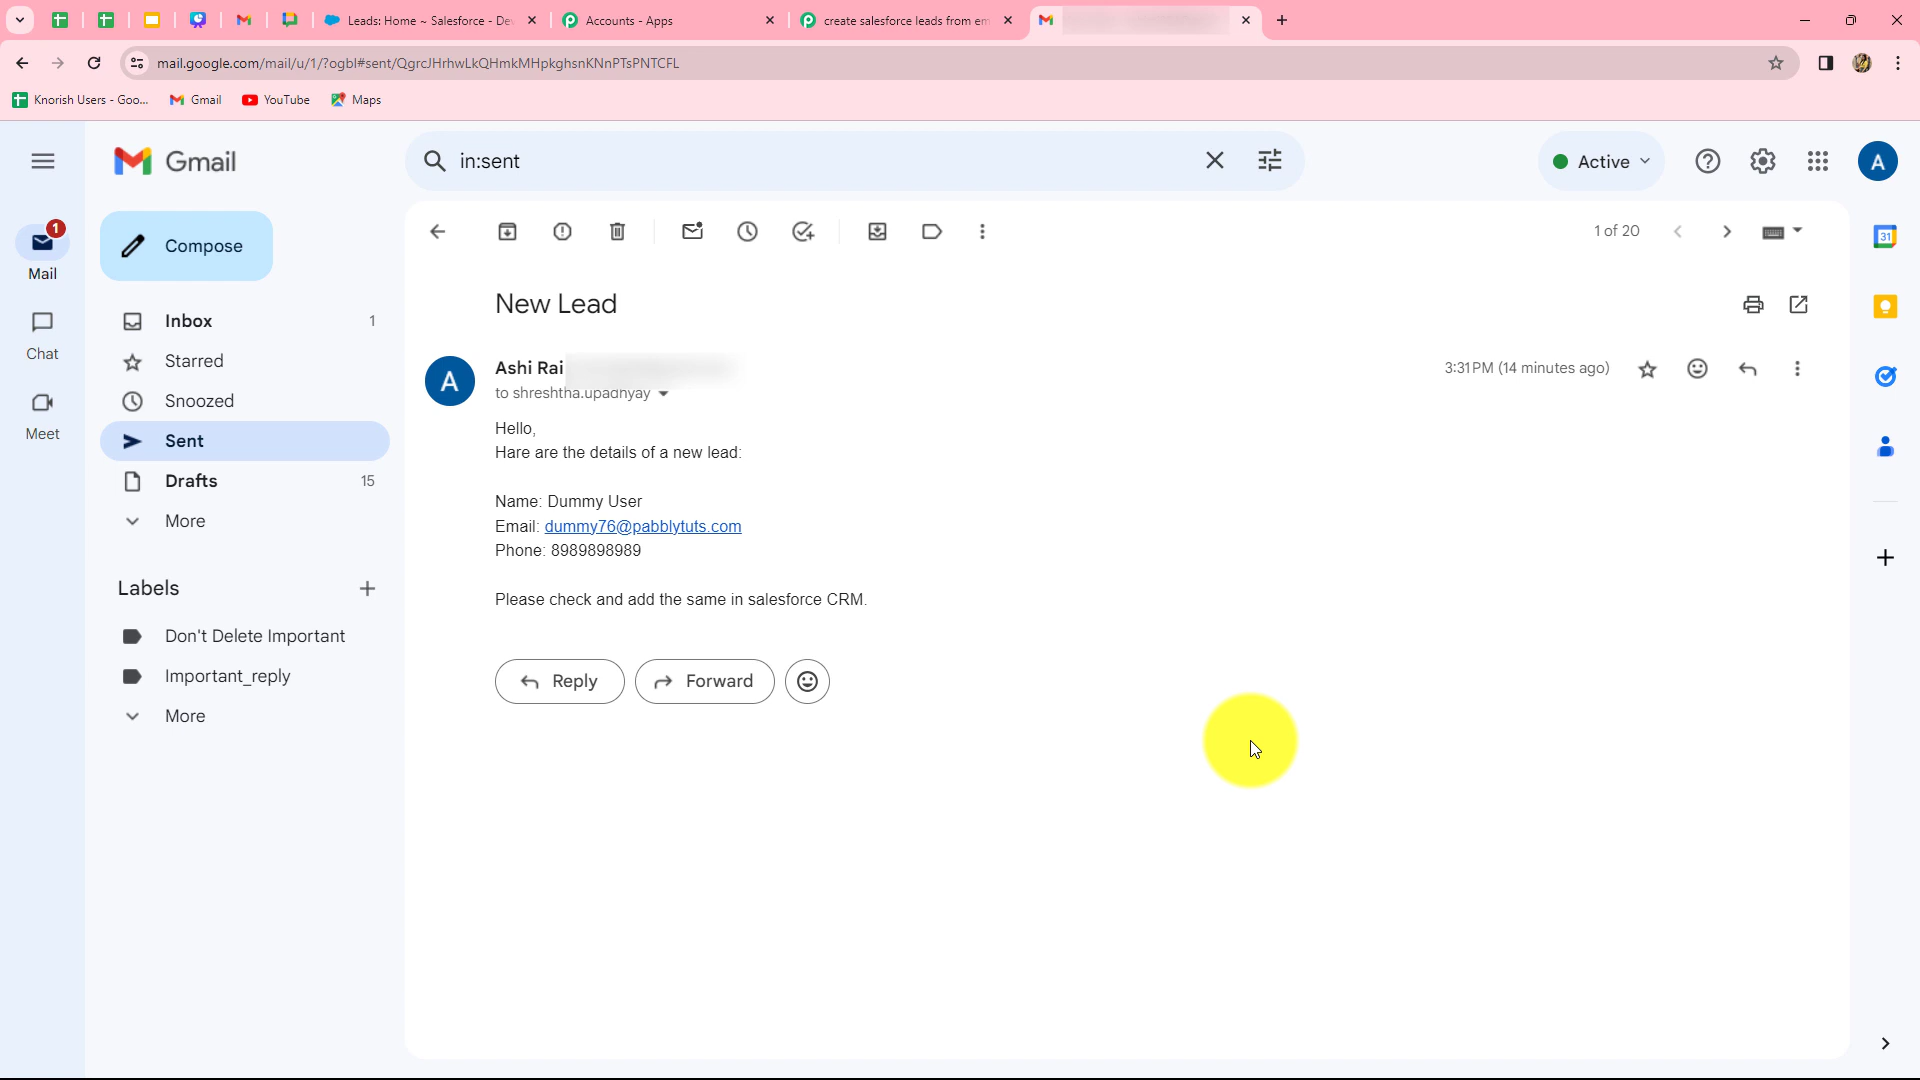 Leads: Home ~ Salesforce - De
Accounts - Apps
create salesforce leads from em
mail.google.com/mail/u/1/?ogbl#sent/QgrcJHrhwLkQHmkMHpkghsnKNnPTsPNTCFL
Knorish Users - Goo...
Gmail
YouTube
Maps
Gmail
in:sent
Active
A
1
Mail
Chat
Meet
Compose
Inbox 1
Starred
Snoozed
Sent
Drafts 15
More
Labels
Don't Delete Important
Important_reply
More
1 of 20
New Lead
A
Ashi Rai
3:31 PM (14 minutes ago)
to shreshtha.upadhyay
Hello,
Hare are the details of a new lead:
Name: Dummy User
Email: dummy76@pabblytuts.com
Phone: 8989898989
Please check and add the same in salesforce CRM.
Reply
Forward
31